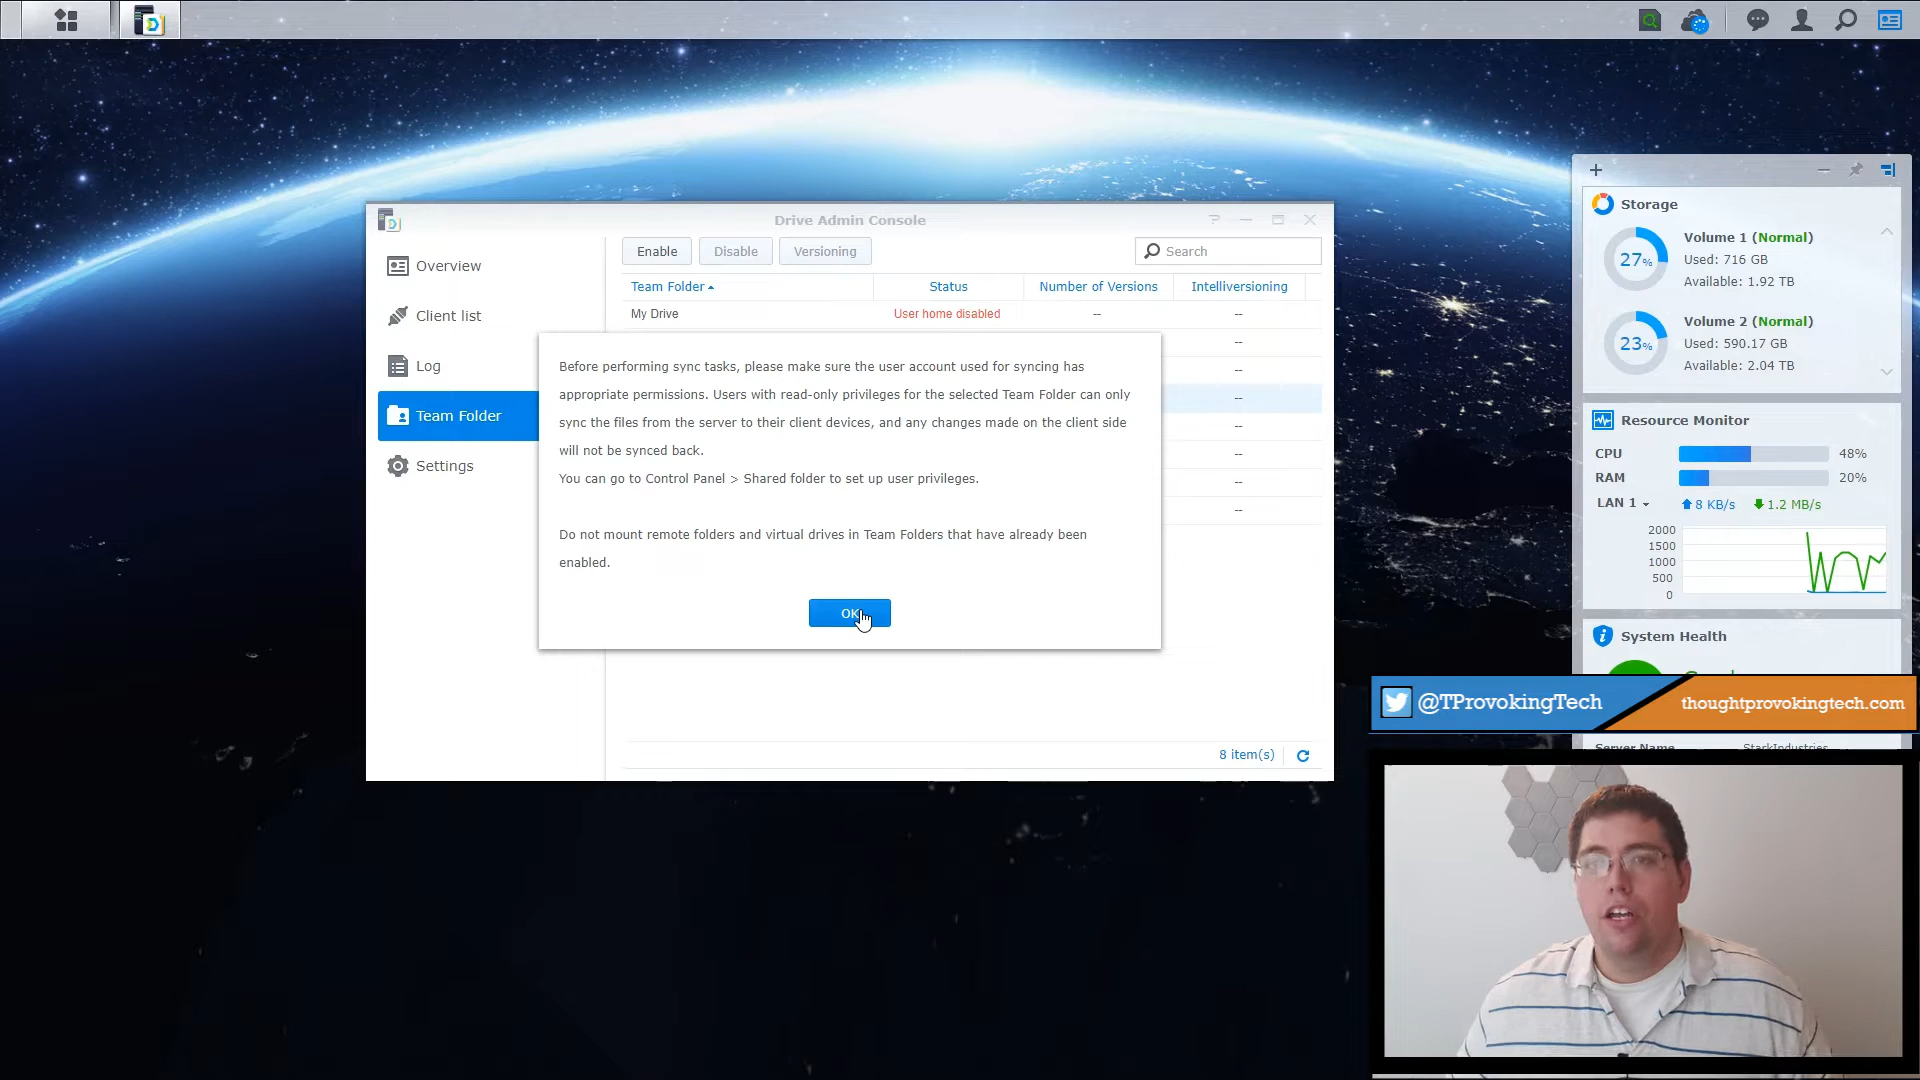 Drive Admin Console
Overview
Client list
Log
Team Folder
Settings
Enable
Disable
Versioning
Search
Team Folder
Status
Number of Versions
Intelliversioning
My Drive
User home disabled
--
--
--
--
--
--
--
--
--
Before performing sync tasks, please make sure the user account used for syncing has
appropriate permissions. Users with read-only privileges for the selected Team Folder can only
sync the files from the server to their client devices, and any changes made on the client side
will not be synced back.
You can go to Control Panel > Shared folder to set up user privileges.
Do not mount remote folders and virtual drives in Team Folders that have already been
enabled.
OK
8 item(s)
Storage
27%
Volume 1 (Normal)
Used: 716 GB
Available: 1.92 TB
23%
Volume 2 (Normal)
Used: 590.17 GB
Available: 2.04 TB
Resource Monitor
CPU
48%
RAM
20%
LAN 1
8 KB/s
1.2 MB/s
2000
1500
1000
500
0
System Health
@TProvokingTech
thoughtprovokingtech.com
Server Name
StarkIndustries